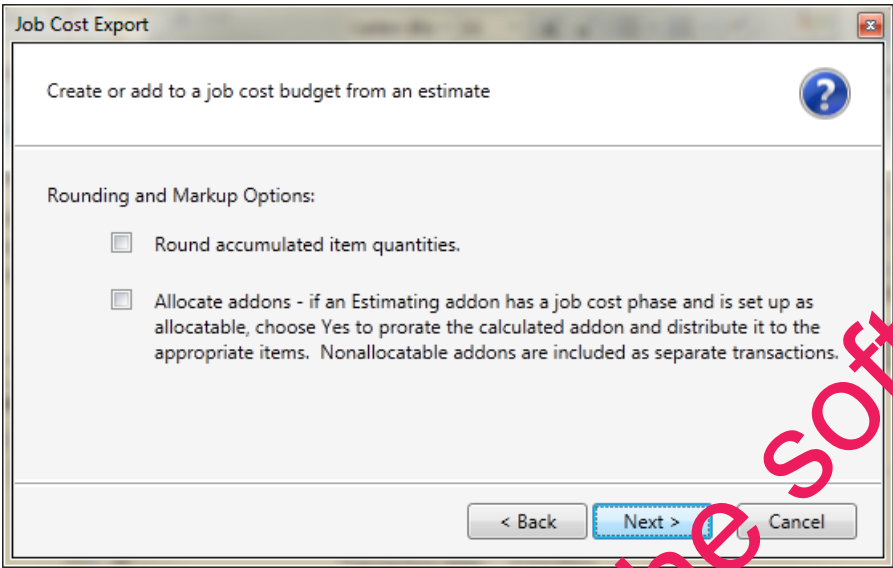 Job Cost Export
Create or add to a job cost budget from an estimate
?
Rounding and Markup Options:
Round accumulated item quantities.
Allocate addons - if an Estimating addon has a job cost phase and is set up as
allocatable, choose Yes to prorate the calculated addon and distribute it to the
appropriate items.  Nonallocatable addons are included as separate transactions.
< Back
Next >
Cancel
he soft